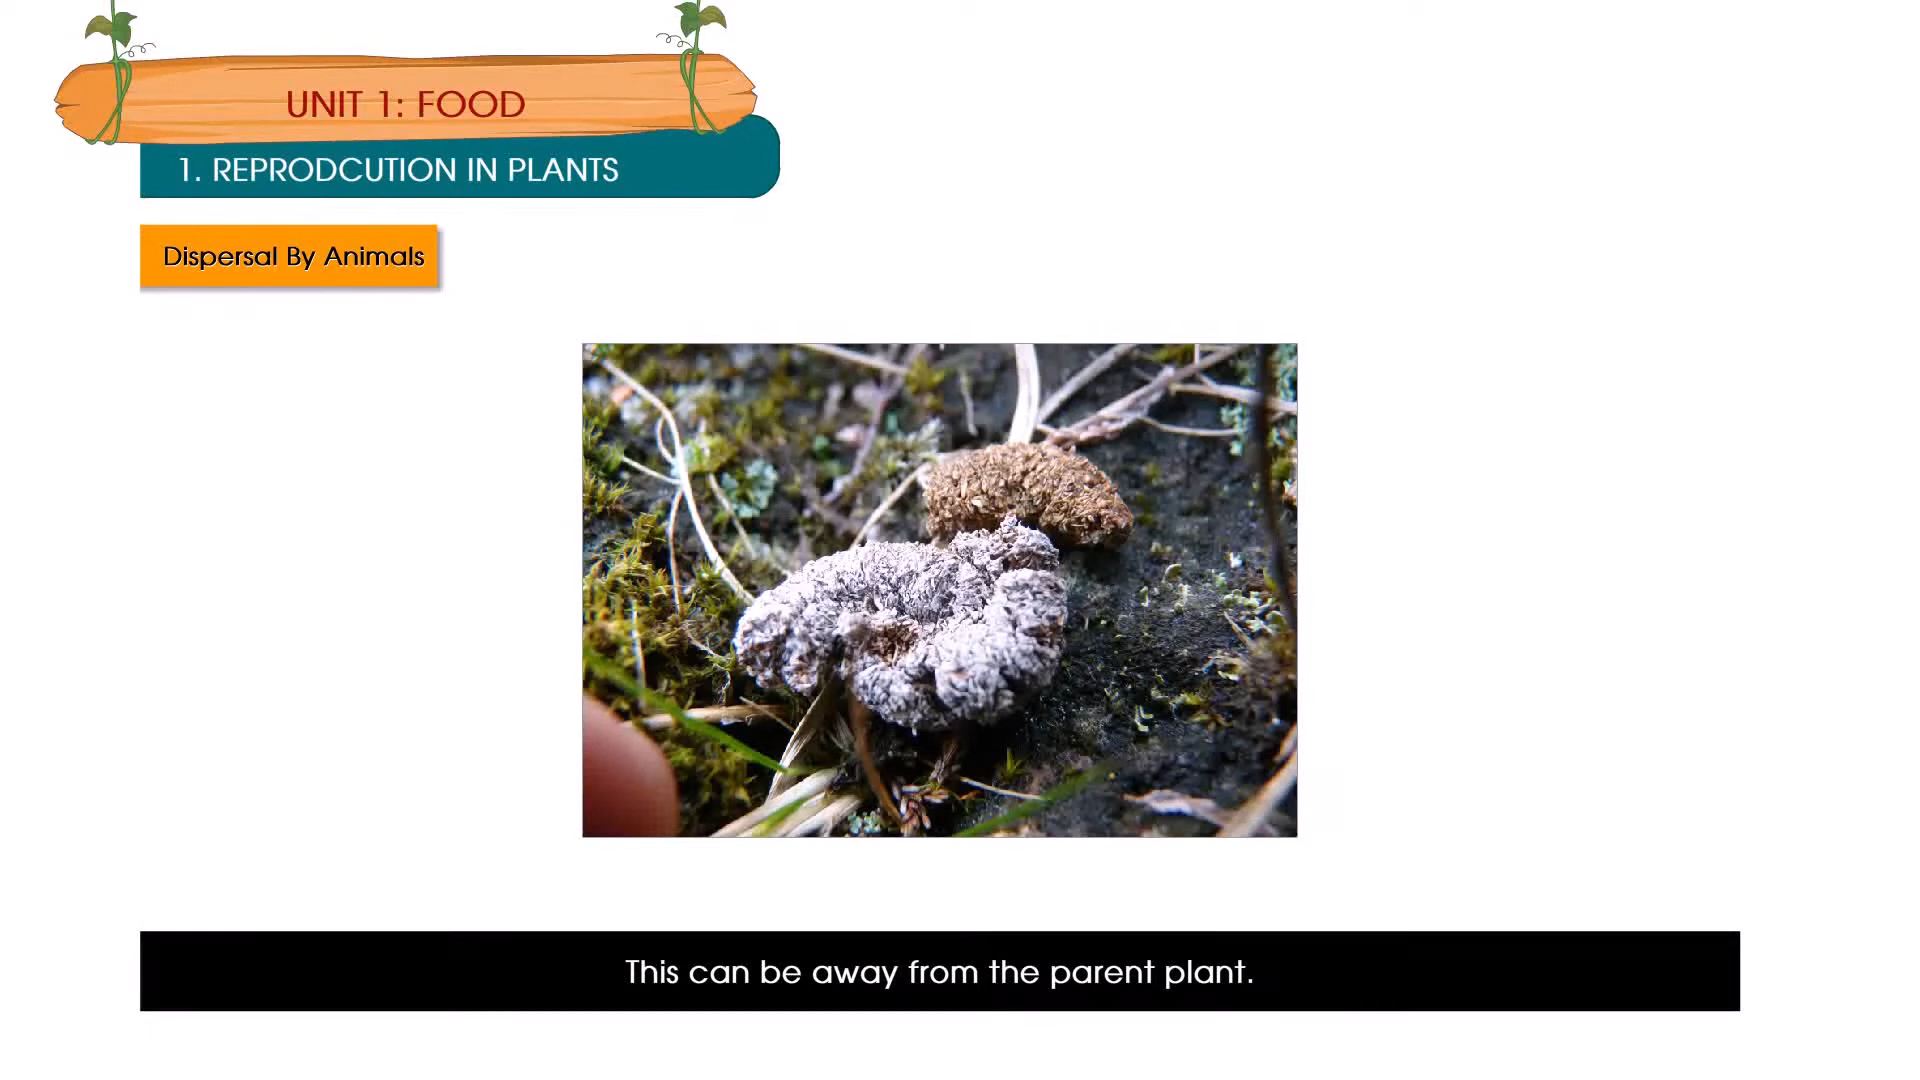 UNIT 1: FOOD
1. REPRODCUTION IN PLANTS
Dispersal By Animals
This can be away from the parent plant.